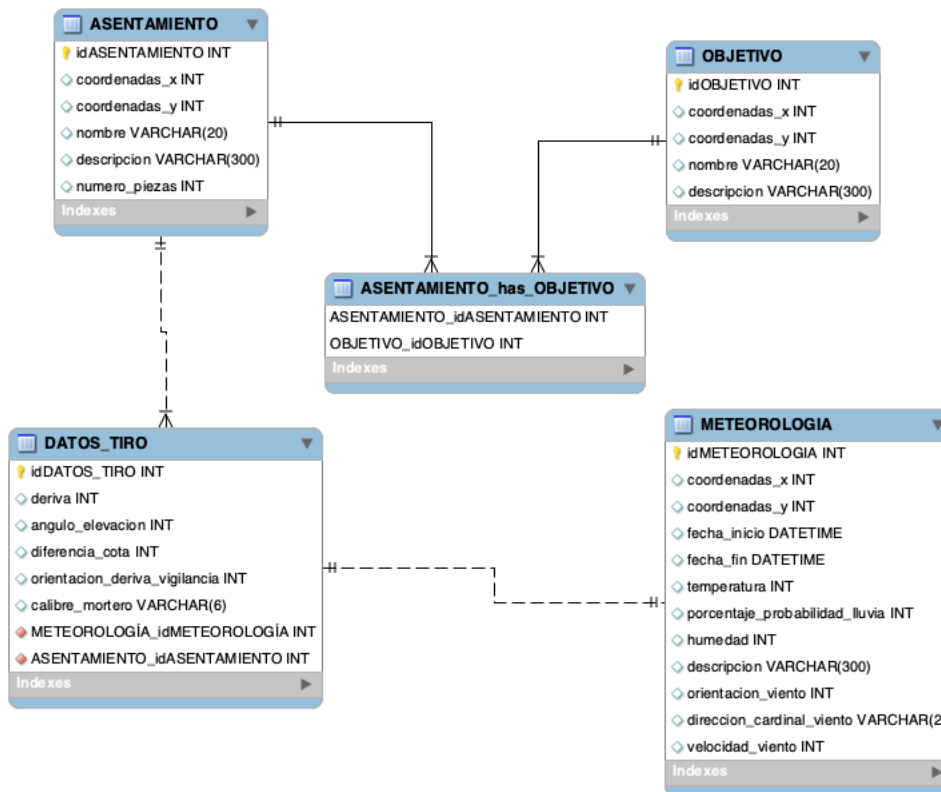 ASENTAMIENTO
idASENTAMIENTO INT
coordenadas_x INT
coordenadas_y INT
nombre VARCHAR(20)
descripcion VARCHAR(300)
numero_piezas INT
Indexes
OBJETIVO
idOBJETIVO INT
coordenadas_x INT
coordenadas_y INT
nombre VARCHAR(20)
descripcion VARCHAR(300)
Indexes
ASENTAMIENTO_has_OBJETIVO
ASENTAMIENTO_idASENTAMIENTO INT
OBJETIVO_idOBJETIVO INT
Indexes
DATOS_TIRO
idDATOS_TIRO INT
deriva INT
angulo_elevacion INT
diferencia_cota INT
orientacion_deriva_vigilancia INT
calibre_mortero VARCHAR(6)
METEOROLOGÍA_idMETEOROLOGÍA INT
ASENTAMIENTO_idASENTAMIENTO INT
Indexes
METEOROLOGIA
idMETEOROLOGIA INT
coordenadas_x INT
coordenadas_y INT
fecha_inicio DATETIME
fecha_fin DATETIME
temperatura INT
porcentaje_probabilidad_lluvia INT
humedad INT
descripcion VARCHAR(300)
orientacion_viento INT
direccion_cardinal_viento VARCHAR(2
velocidad_viento INT
Indexes